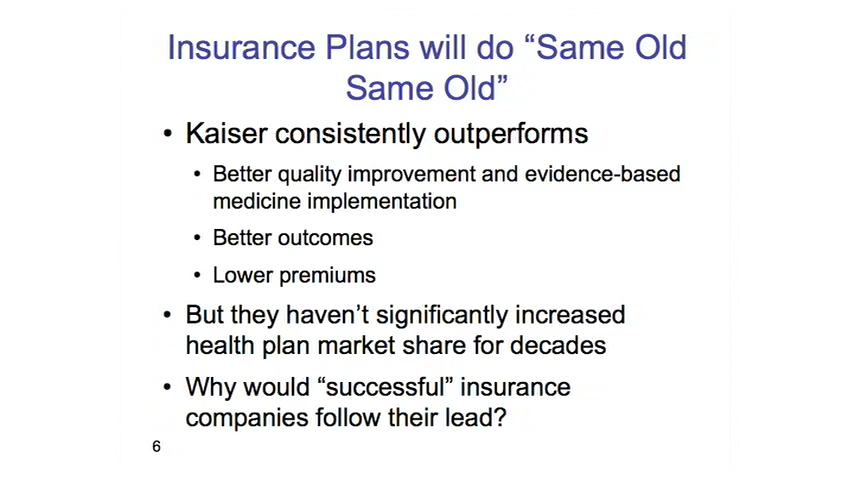 Insurance Plans will do “Same Old
Same Old”
• Kaiser consistently outperforms
• Better quality improvement and evidence-based
medicine implementation
• Better outcomes
• Lower premiums
• But they haven’t significantly increased
health plan market share for decades
• Why would “successful” insurance
companies follow their lead?
6